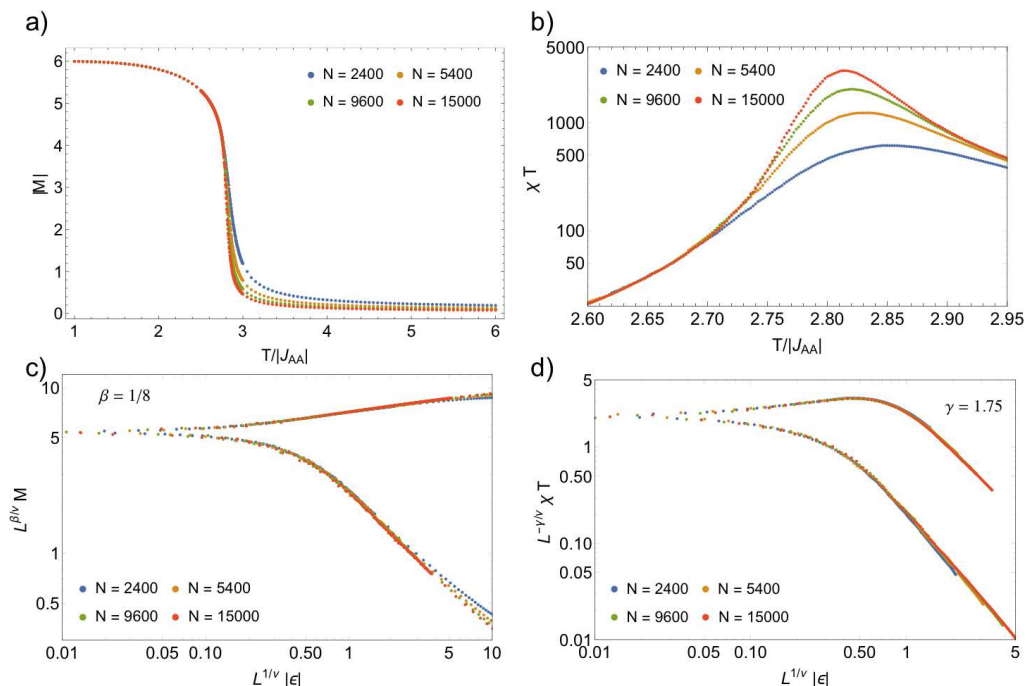 a)
N = 2400 N = 5400
N = 9600 N = 15000
|M|
6
5
4
3
2
1
0
1 2 3 4 5 6
T/|J_AA|
b)
N = 2400 N = 5400
N = 9600 N = 15000
χ T
5000
1000
500
100
50
2.60 2.65 2.70 2.75 2.80 2.85 2.90 2.95
T/|J_AA|
c)
β = 1/8
L^β/ν M
10
5
1
0.5
N = 2400 N = 5400
N = 9600 N = 15000
0.01 0.05 0.10 0.50 1 5 10
L^1/ν |ϵ|
d)
γ = 1.75
L^-γ/ν χ T
5
1
0.50
0.10
0.05
0.01
N = 2400 N = 5400
N = 9600 N = 15000
0.01 0.05 0.10 0.50 1 5
L^1/ν |ϵ|